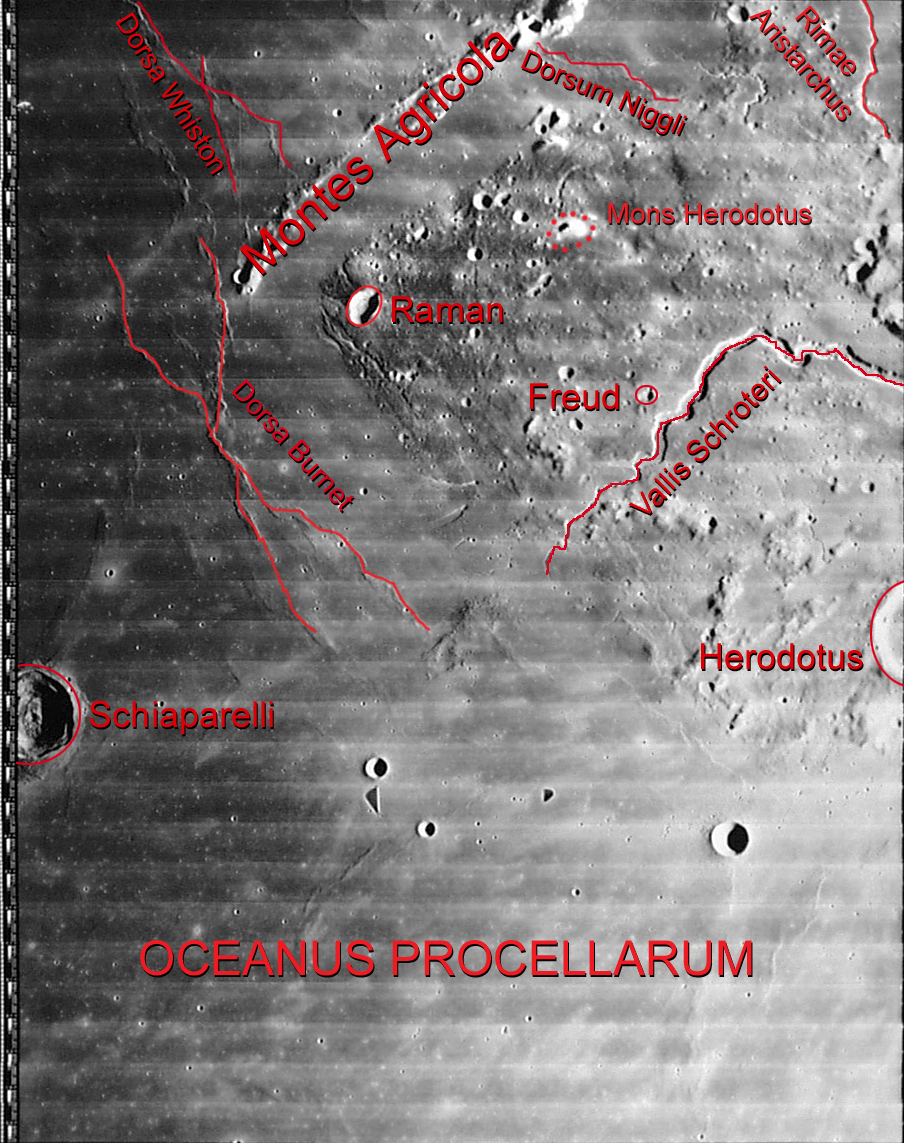 Dorsa Whiston
Montes Agricola
Dorsum Niggli
Rimae
Aristarchus
Mons Herodotus
Raman
Freud
Vallis Schroteri
Dorsa Burnet
Herodotus
Schiaparelli
OCEANUS PROCELLARUM